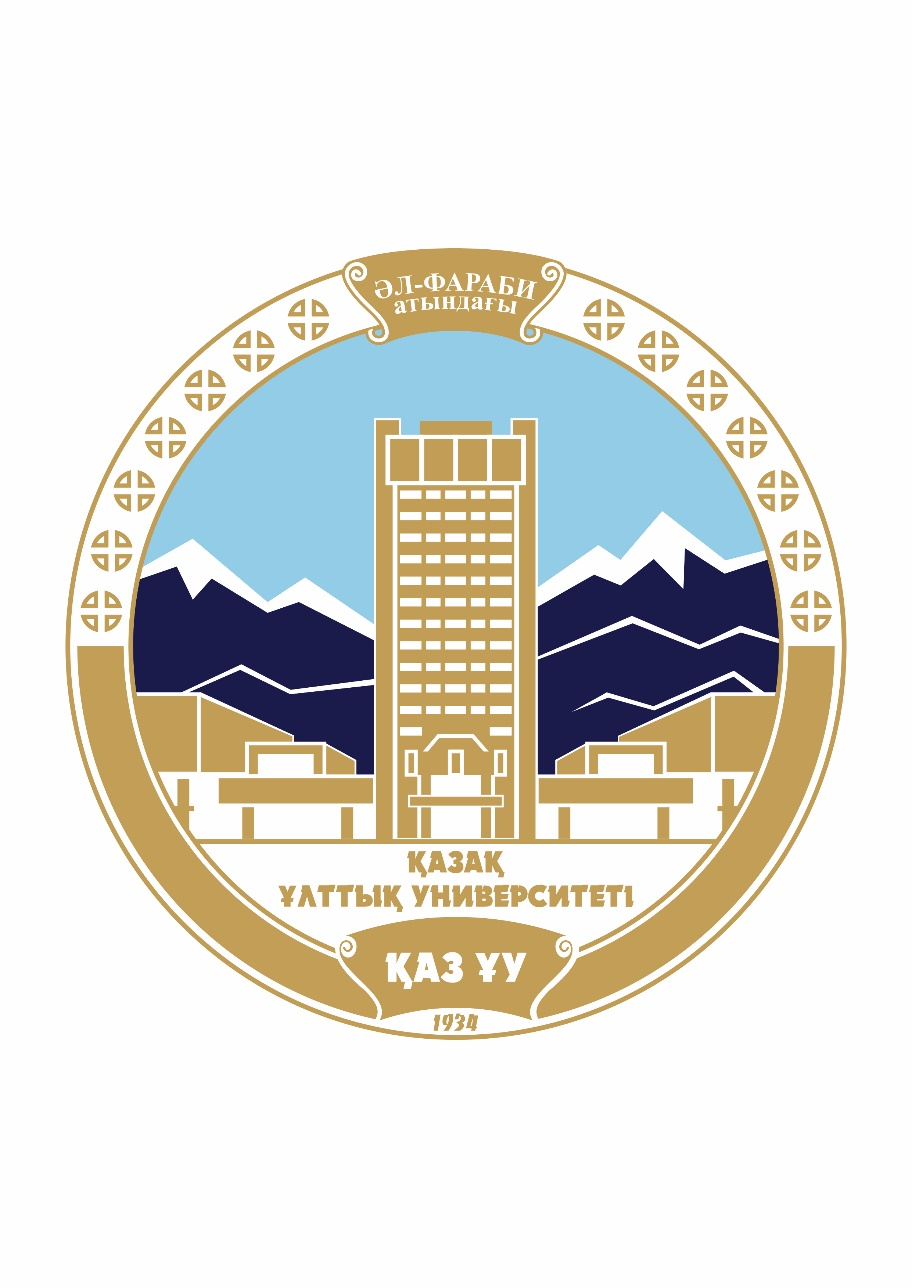 ӘЛ-ФАРАБИ
атындағы
ҚАЗАҚ
ҰЛТТЫҚ УНИВЕРСИТЕТІ
ҚАЗ ҰУ
1934